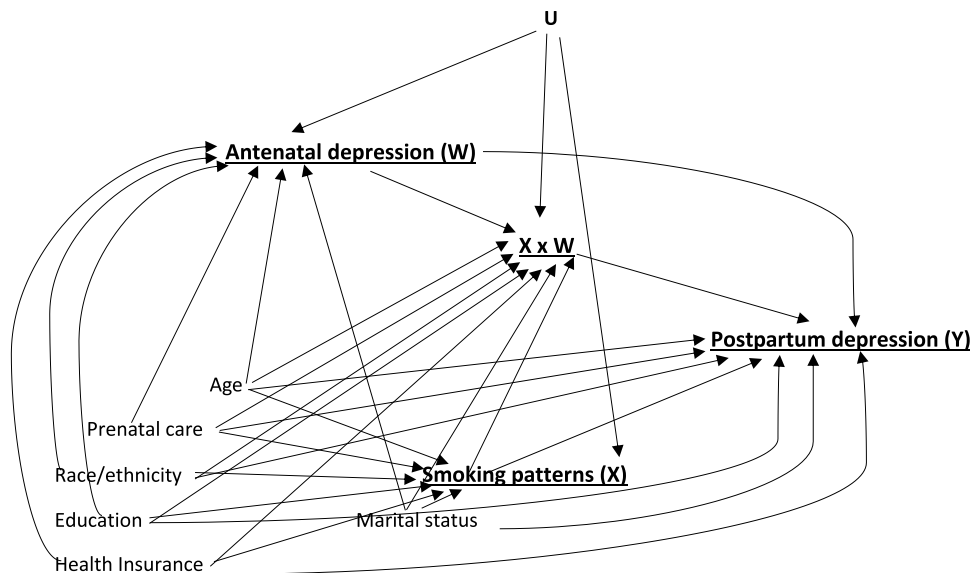 U
Antenatal depression (W)
X x W
Postpartum depression (Y)
Age
Prenatal care
Race/ethnicity
Smoking patterns (X)
Education
Marital status
Health Insurance